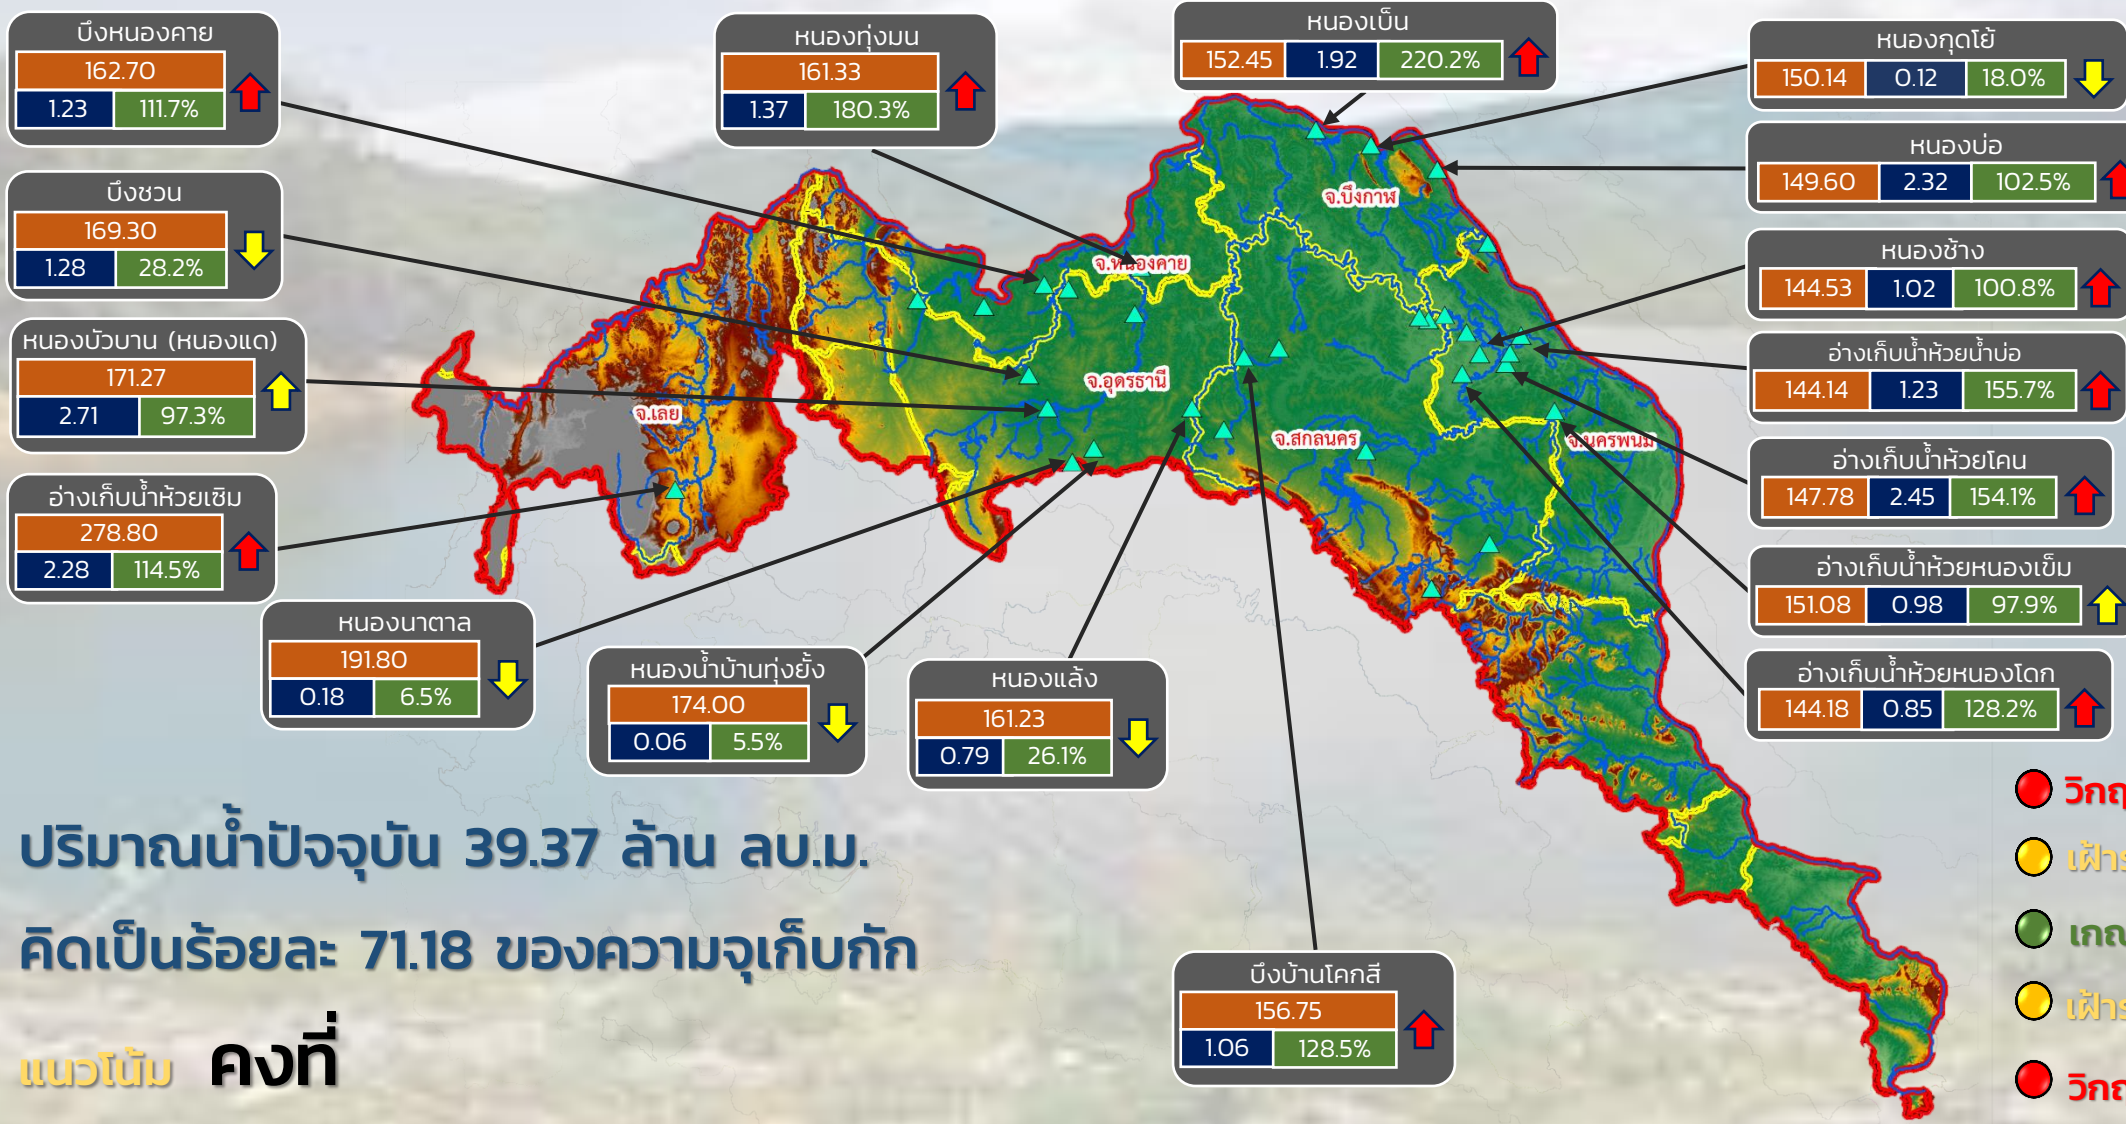 บึงหนองคาย
162.70
1.23 111.7%
บึงชวน
169.30
1.28 28.2%
หนองบัวบาน (หนองแด)
171.27
2.71 97.3%
อ่างเก็บน้ำห้วยเซิม
278.80
2.28 114.5%
หนองนาตาล
191.80
0.18 6.5%
หนองน้ำบ้านทุ่งยั้ง
174.00
0.06 5.5%
หนองแล้ง
161.23
0.79 26.1%
หนองทุ่งมน
161.33
1.37 180.3%
หนองเบ็น
152.45 1.92 220.2%
หนองกุดโย้
150.14 0.12 18.0%
หนองบ่อ
149.60 2.32 102.5%
หนองช้าง
144.53 1.02 100.8%
อ่างเก็บน้ำห้วยน้ำบ่อ
144.14 1.23 155.7%
อ่างเก็บน้ำห้วยโคน
147.78 2.45 154.1%
อ่างเก็บน้ำห้วยหนองเข็ม
151.08 0.98 97.9%
อ่างเก็บน้ำห้วยหนองโดก
144.18 0.85 128.2%
บึงบ้านโคกสี
156.75
1.06 128.5%
จ.บึงกาฬ
จ.หนองคาย
จ.อุดรธานี
จ.เลย
จ.สกลนคร
จ.นครพนม
ปริมาณน้ำปัจจุบัน 39.37 ล้าน ลบ.ม.
คิดเป็นร้อยละ 71.18 ของความจุเก็บกัก
แนวโน้ม คงที่